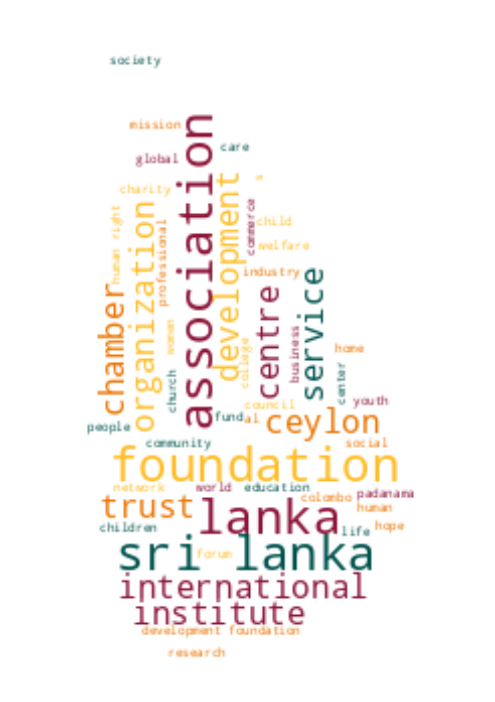 society
mission
care
global
charity
association
development
organization
human right
professional
commerce
child
welfare
industry
chamber
centre
service
women
church
college
business
home
center
council
youth
people
fund
al
ceylon
community
social
foundation
network
world
education
colombo
padanama
trust
lanka
human
children
life
hope
sri lanka
forum
international
institute
development foundation
research